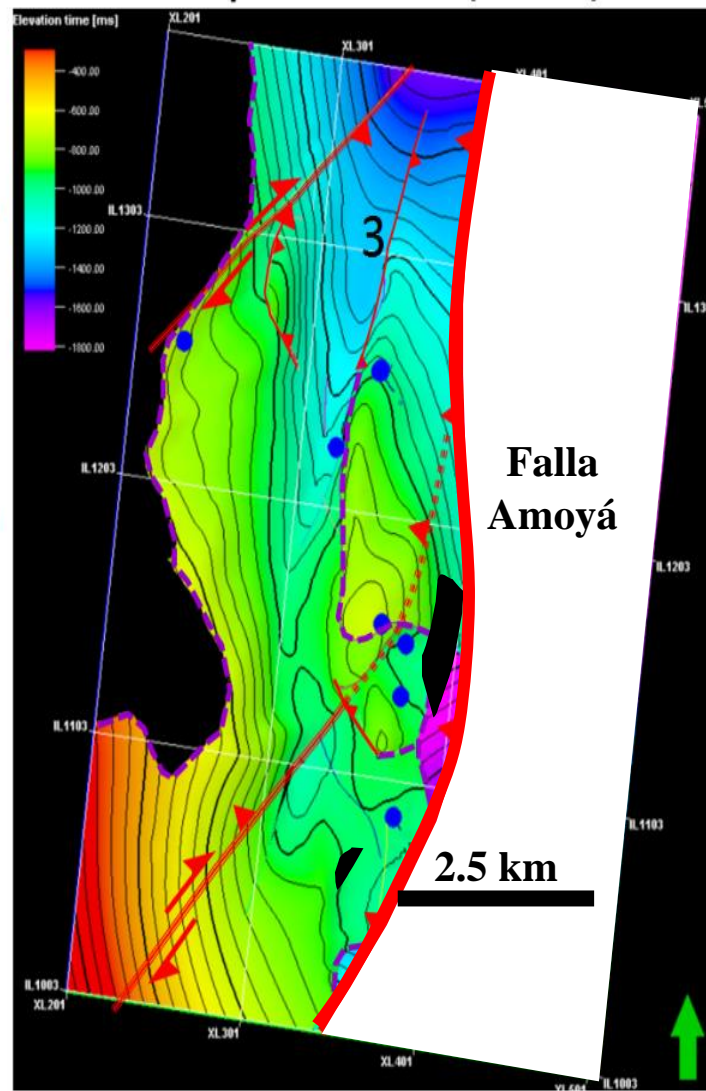 Elevation time [ms]
XL201
XL301
XL401
-400.00
-600.00
-800.00
-1000.00
-1200.00
-1400.00
-1600.00
-1800.00
IL1303
3
IL1203
Falla
Amoyá
IL1203
IL1103
IL1103
2.5 km
IL1003
XL201
XL301
XL401
XL501
IL1003